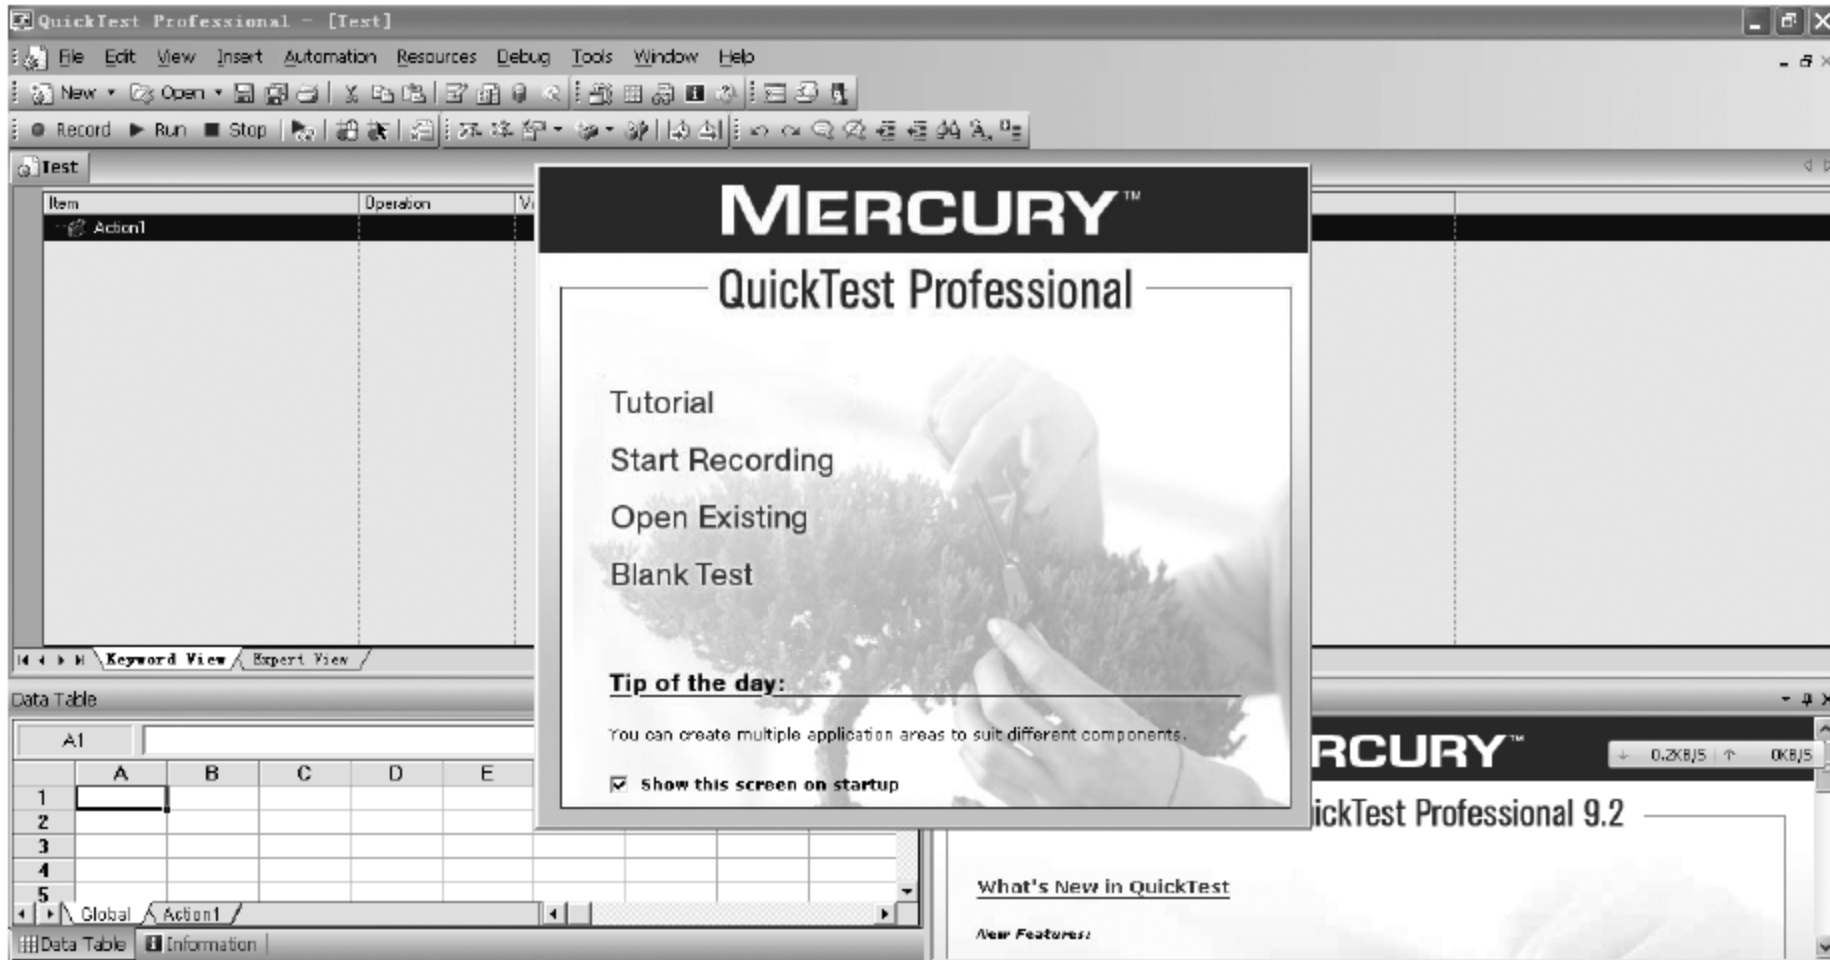 QuickTest Professional - [Test]
File Edit View Insert Automation Resources Debug Tools Window Help
New Open
Record Run Stop
Test
Item Operation
Action1
MERCURY™
QuickTest Professional
Tutorial
Start Recording
Open Existing
Blank Test
Tip of the day:
You can create multiple application areas to suit different components.
Show this screen on startup
Keyword View Expert View
Data Table
A1
A B C D E
1
2
3
4
5
Global Action1
Data Table Information
RCURY™
0.2KB/S 0KB/S
ickTest Professional 9.2
What's New in QuickTest
New Features: